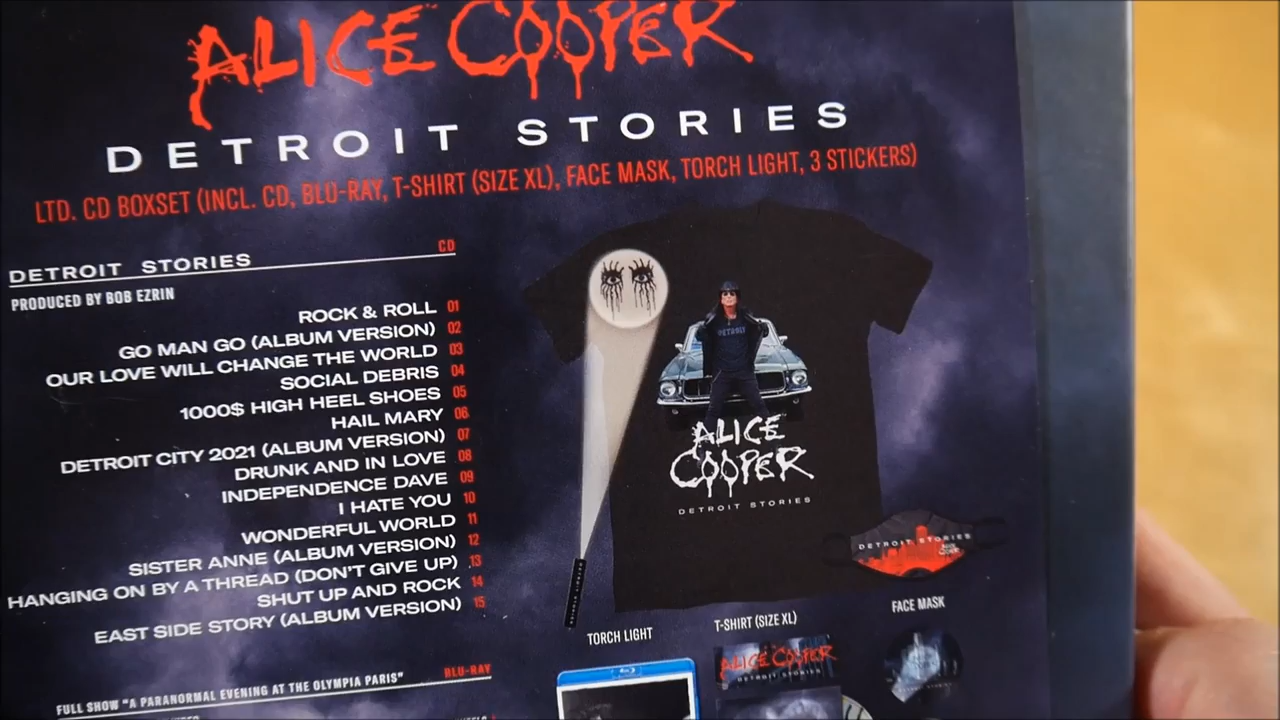 ALICE COOPER
DETROIT STORIES
LTD. CD BOXSET (INCL. CD, BLU-RAY, T-SHIRT (SIZE XL), FACE MASK, TORCH LIGHT, 3 STICKERS)
DETROIT STORIES CD
PRODUCED BY BOB EZRIN
ROCK & ROLL 01
GO MAN GO (ALBUM VERSION) 02
OUR LOVE WILL CHANGE THE WORLD 03
SOCIAL DEBRIS 04
1000$ HIGH HEEL SHOES 05
HAIL MARY 06
DETROIT CITY 2021 (ALBUM VERSION) 07
DRUNK AND IN LOVE 08
INDEPENDENCE DAVE 09
I HATE YOU 10
WONDERFUL WORLD 11
SISTER ANNE (ALBUM VERSION) 12
HANGING ON BY A THREAD (DON'T GIVE UP) 13
SHUT UP AND ROCK 14
EAST SIDE STORY (ALBUM VERSION) 15
FULL SHOW "A PARANORMAL EVENING AT THE OLYMPIA PARIS" BLU-RAY
DETROIT
ALICE
COOPER
DETROIT STORIES
DETROIT STORIES
TORCH LIGHT
T-SHIRT (SIZE XL)
FACE MASK
ALICE COOPER
DETROIT STORIES